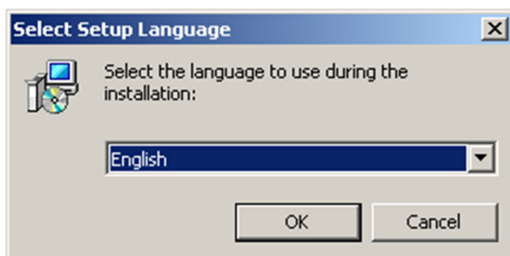 Select Setup Language
Select the language to use during the
installation:
English
OK
Cancel